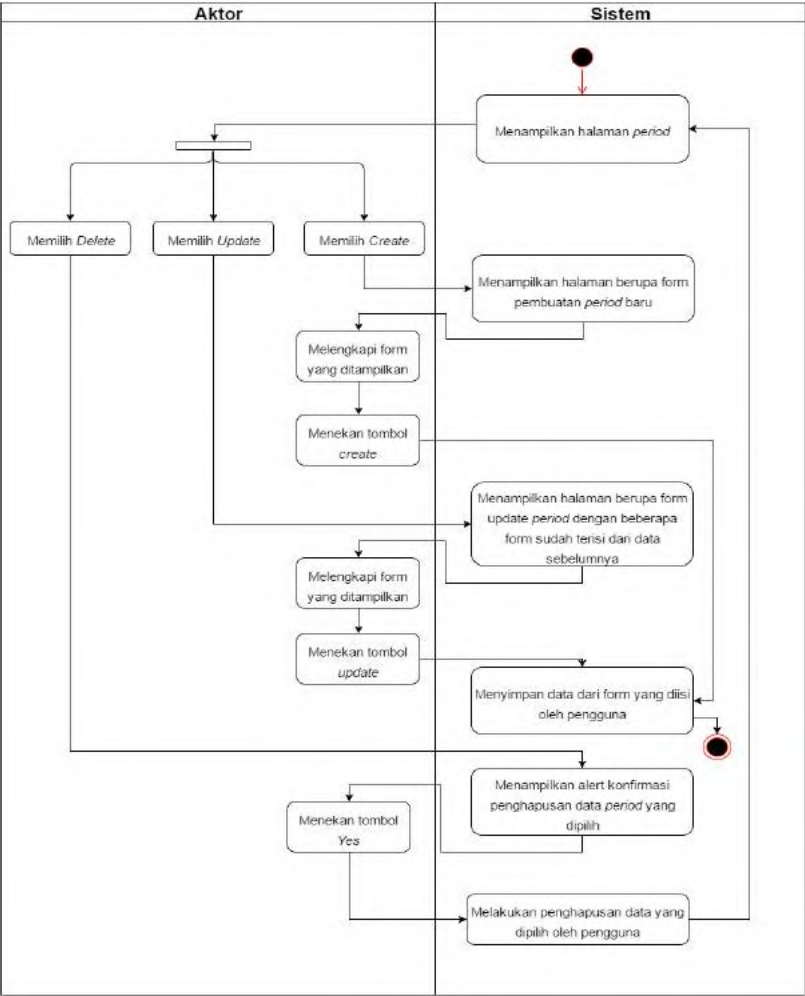 Aktor
Sistem
Menampilkan halaman period
Memilih Delete
Memilih Update
Memilih Create
Menampilkan halaman berupa form
pembuatan period baru
Melengkapi form
yang ditampilkan
Menekan tombol
create
Menampilkan halaman berupa form
update period dengan beberapa
form sudah terisi dari data
sebelumnya
Melengkapi form
yang ditampilkan
Menekan tombol
update
Menyimpan data dari form yang diisi
oleh pengguna
Menampilkan alert konfirmasi
penghapusan data period yang
dipilih
Menekan tombol
Yes
Melakukan penghapusan data yang
dipilih oleh pengguna